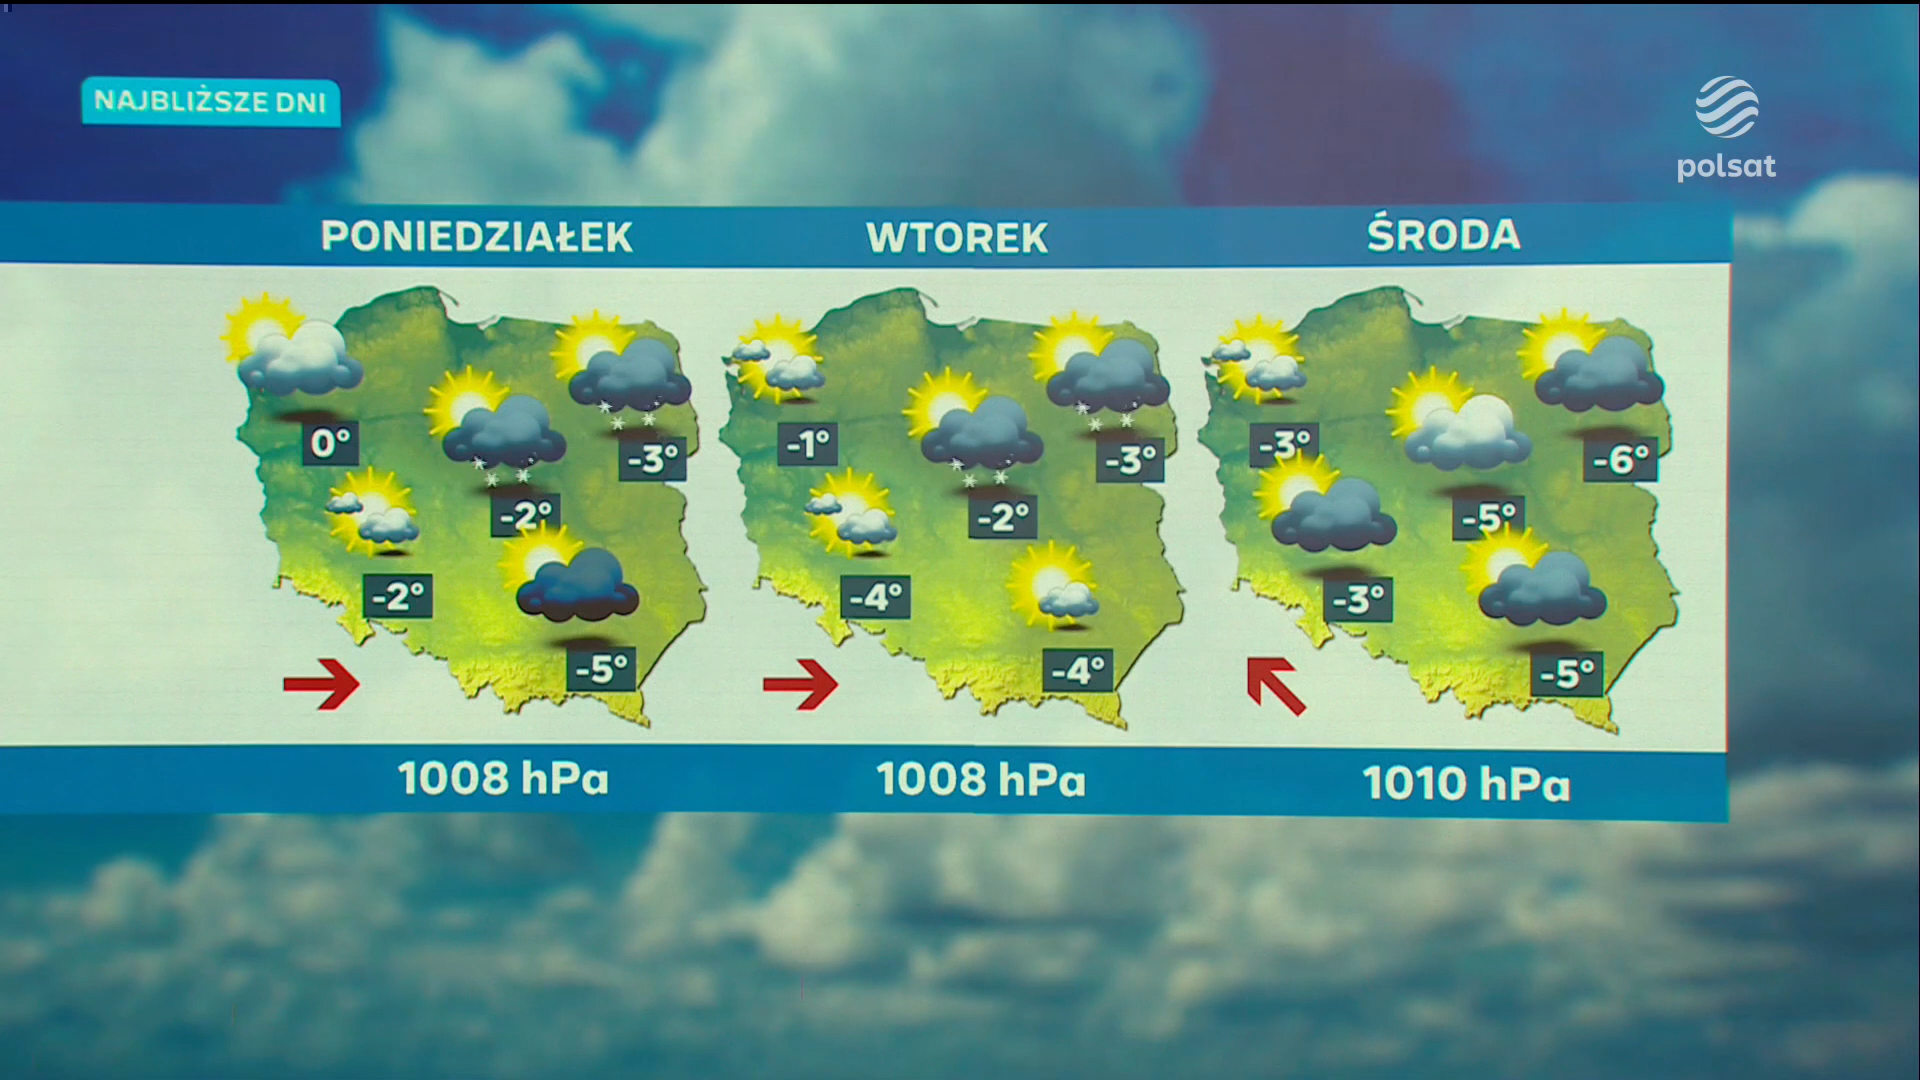 NAJBLIŻSZE DNI
polsat
PONIEDZIAŁEK
WTOREK
ŚRODA
0°
-3°
-2°
-2°
-5°
-1°
-3°
-2°
-4°
-4°
-3°
-6°
-5°
-3°
-5°
1008 hPa
1008 hPa
1010 hPa